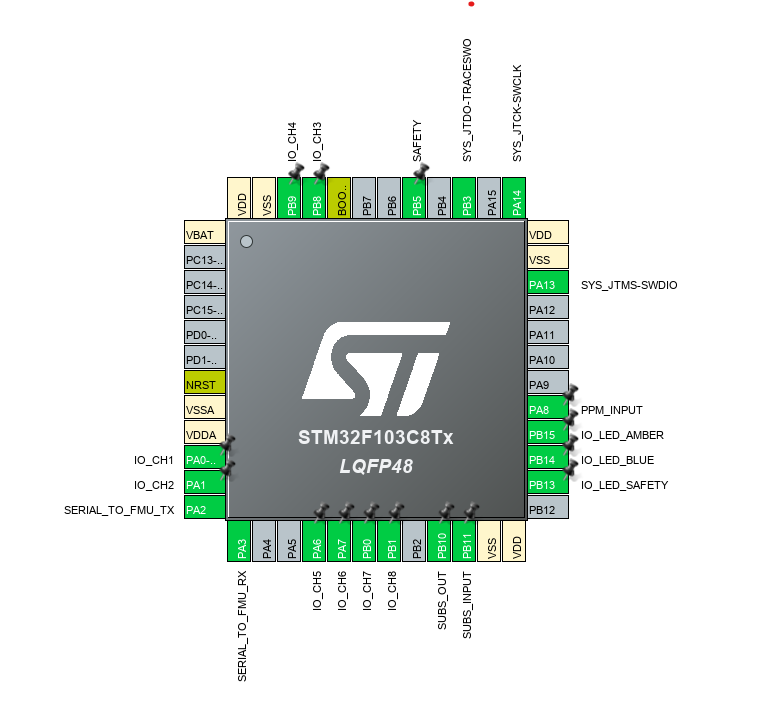 IO_CH4
IO_CH3
SAFETY
SYS_JTDO-TRACESWO
SYS_JTCK-SWCLK
VDD
VSS
PB9
PB8
BOO..
PB7
PB6
PB5
PB4
PB3
PA15
PA14
VBAT
PC13-..
PC14-..
PC15-..
PD0-..
PD1-..
NRST
VSSA
VDDA
IO_CH1 PA0-..
IO_CH2 PA1
SERIAL_TO_FMU_TX PA2
ST
STM32F103C8Tx
LQFP48
VDD
VSS
PA13 SYS_JTMS-SWDIO
PA12
PA11
PA10
PA9
PA8 PPM_INPUT
PB15 IO_LED_AMBER
PB14 IO_LED_BLUE
PB13 IO_LED_SAFETY
PB12
PA3
PA4
PA5
PA6
PA7
PB0
PB1
PB2
PB10
PB11
VSS
VDD
SERIAL_TO_FMU_RX
IO_CH5
IO_CH6
IO_CH7
IO_CH8
SUBS_OUT
SUBS_INPUT